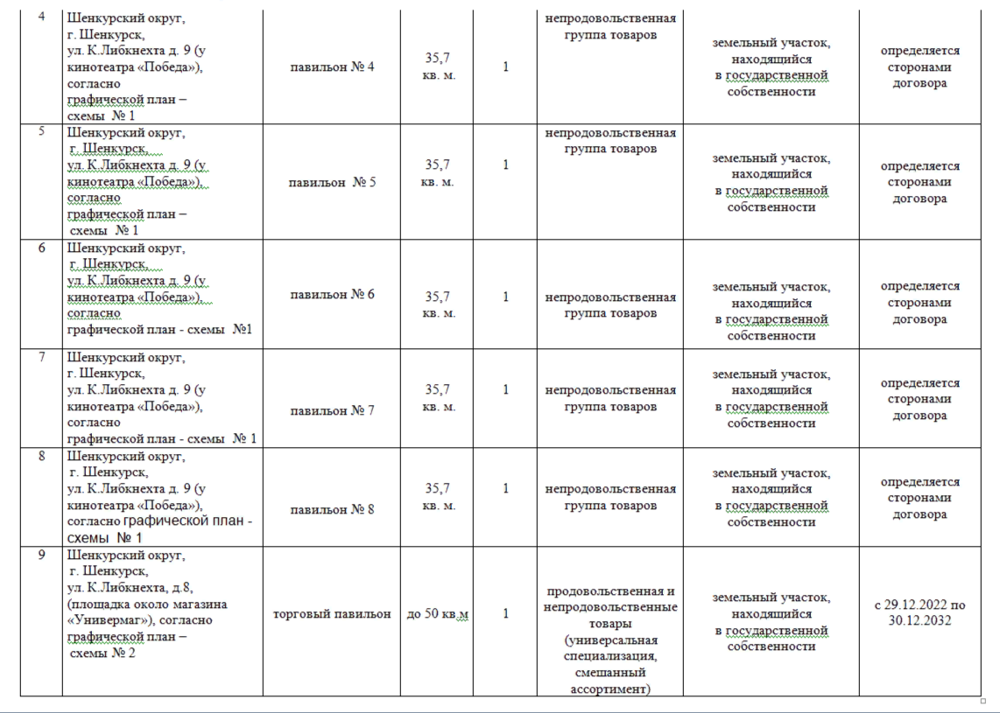 4
Шенкурский округ,
г. Шенкурск,
ул. К.Либкнехта д. 9 (у
кинотеатра «Победа»),
согласно
графической план –
схемы № 1
павильон № 4
35,7
кв. м.
1
непродовольственная
группа товаров
земельный участок,
находящийся
в государственной
собственности
определяется
сторонами
договора
5
Шенкурский округ,
г. Шенкурск,
ул. К.Либкнехта д. 9 (у
кинотеатра «Победа»),
согласно
графической план –
схемы № 1
павильон № 5
35,7
кв. м.
1
непродовольственная
группа товаров
земельный участок,
находящийся
в государственной
собственности
определяется
сторонами
договора
6
Шенкурский округ,
г. Шенкурск,
ул. К.Либкнехта д. 9 (у
кинотеатра «Победа»),
согласно
графической план - схемы №1
павильон № 6
35,7
кв. м.
1
непродовольственная
группа товаров
земельный участок,
находящийся
в государственной
собственности
определяется
сторонами
договора
7
Шенкурский округ,
г. Шенкурск,
ул. К.Либкнехта д. 9 (у
кинотеатра «Победа»),
согласно
графической план - схемы № 1
павильон № 7
35,7
кв. м.
1
непродовольственная
группа товаров
земельный участок,
находящийся
в государственной
собственности
определяется
сторонами
договора
8
Шенкурский округ,
г. Шенкурск,
ул. К.Либкнехта д. 9 (у
кинотеатра «Победа»),
согласно графической план -
схемы № 1
павильон № 8
35,7
кв. м.
1
непродовольственная
группа товаров
земельный участок,
находящийся
в государственной
собственности
определяется
сторонами
договора
9
Шенкурский округ,
г. Шенкурск,
ул. К.Либкнехта, д.8,
(площадка около магазина
«Универмаг»), согласно
графической план –
схемы № 2
торговый павильон
до 50 кв.м
1
продовольственная и
непродовольственные
товары
(универсальная
специализация,
смешанный
ассортимент)
земельный участок,
находящийся
в государственной
собственности
с 29.12.2022 по
30.12.2032